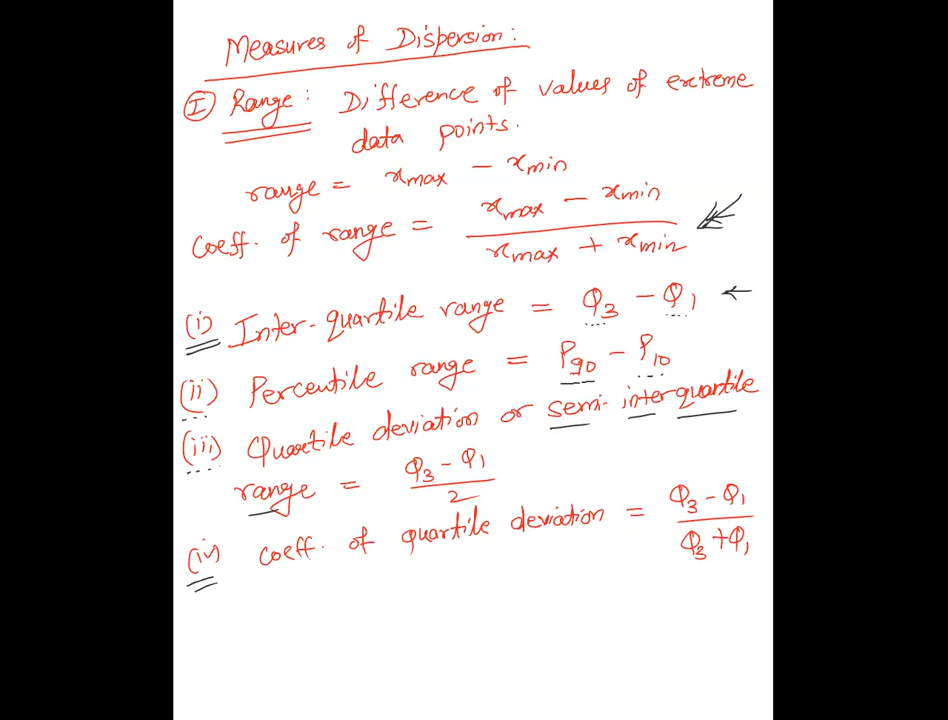 Measures of Dispersion:
(I) Range: Difference of values of extreme
data points.
range = xmax - xmin
Coeff. of range = (xmax - xmin) / (xmax + xmin)
(i) Inter-quartile range = Q3 - Q1
(ii) Percentile range = P90 - P10
(iii) Quartile deviation or semi-inter quartile
range = (Q3 - Q1) / 2
(iv) coeff. of quartile deviation = (Q3 - Q1) / (Q3 + Q1)